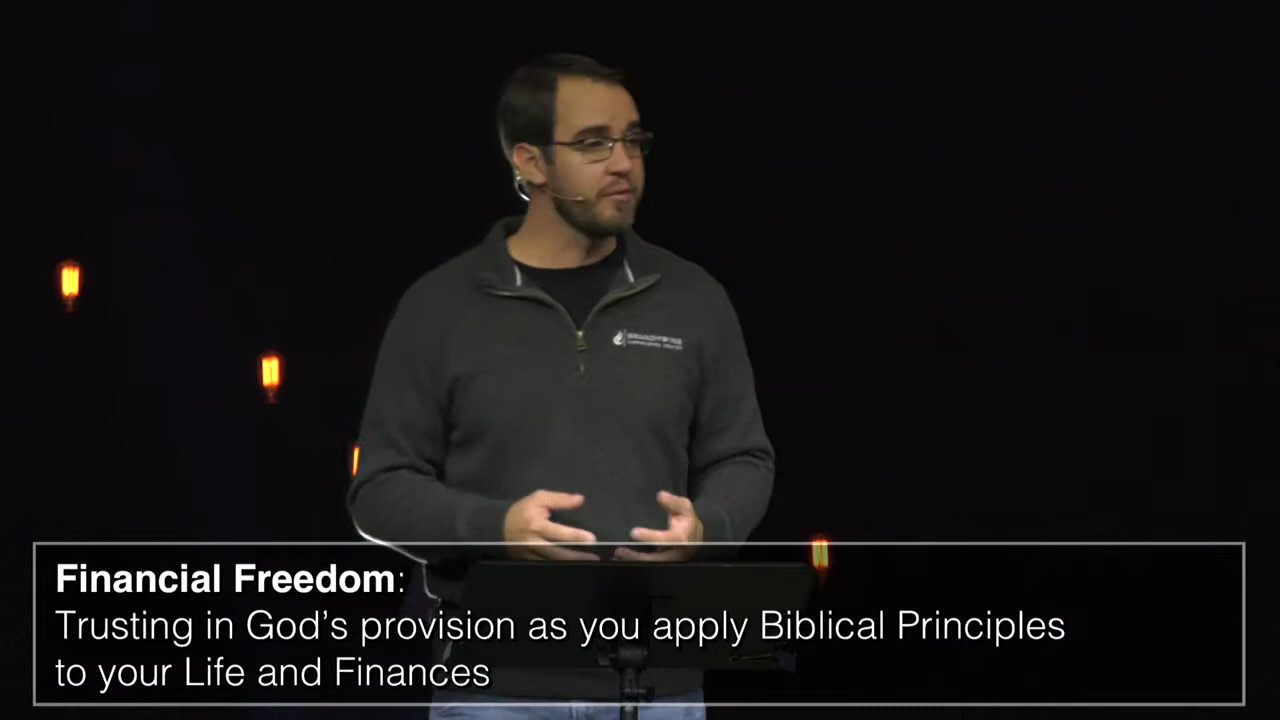 Financial Freedom:
Trusting in God's provision as you apply Biblical Principles
to your Life and Finances